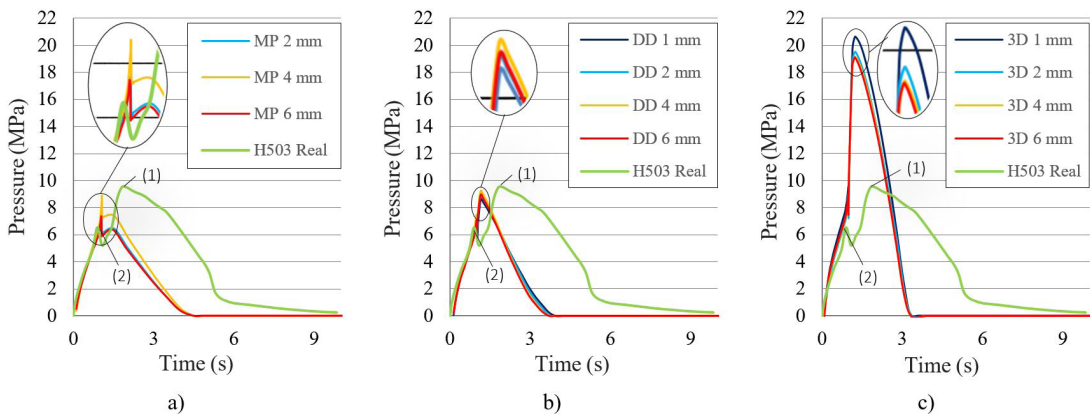 22
20
18
16
14
12
10
8
6
4
2
0
Pressure (MPa)
MP 2 mm
MP 4 mm
MP 6 mm
H503 Real
(1)
(2)
0 3 6 9
Time (s)
a)
22
20
18
16
14
12
10
8
6
4
2
0
Pressure (MPa)
DD 1 mm
DD 2 mm
DD 4 mm
DD 6 mm
H503 Real
(1)
(2)
0 3 6 9
Time (s)
b)
22
20
18
16
14
12
10
8
6
4
2
0
Pressure (MPa)
3D 1 mm
3D 2 mm
3D 4 mm
3D 6 mm
H503 Real
(1)
(2)
0 3 6 9
Time (s)
c)